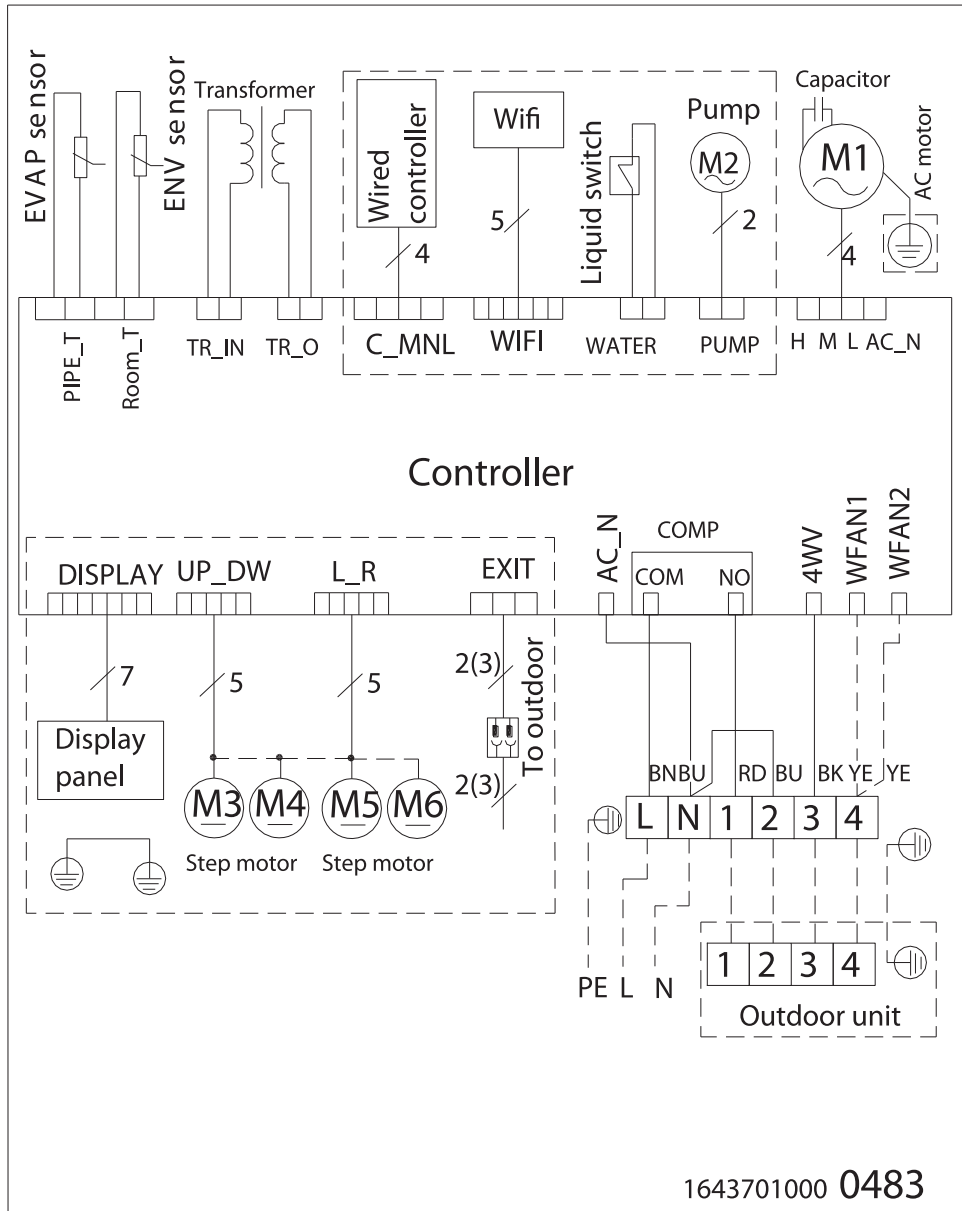 EVAP sensor
ENV sensor
Transformer
Wired
controller
4
Wifi
5
Liquid switch
Pump
M2
2
Capacitor
M1
AC motor
4
PIPE_T
Room_T
TR_IN
TR_O
C_MNL
WIFI
WATER
PUMP
H M L AC_N
Controller
DISPLAY
UP_DW
L_R
EXIT
AC_N
COMP
COM
NO
4WV
WFAN1
WFAN2
7
5
5
2(3)
To outdoor
2(3)
Display
panel
M3
M4
M5
M6
Step motor
Step motor
BN
BU
RD
BU
BK
YE
YE
L N 1 2 3 4
PE L N
1 2 3 4
Outdoor unit
1643701000 0483